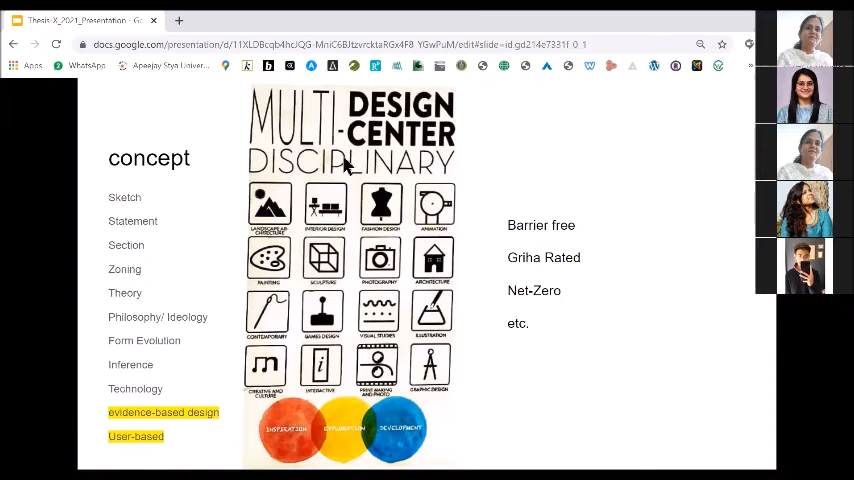 Thesis-X_2021_Presentation - Go
docs.google.com/presentation/d/11XLDBcqb4hcJQG-MniC6BJtzvrcktaRGx4F8_YGwPuM/edit#slide=id.gd214e7331f_0_1
Apps
WhatsApp
Apeejay Stya Univer...
MULTI-
DESIGN
CENTER
DISCIPLINARY
concept
Sketch
Statement
Section
Zoning
Theory
Philosophy/ Ideology
Form Evolution
Inference
Technology
evidence-based design
User-based
LANDSCAPE AR-
CHITECTURE
INTERIOR DESIGN
FASHION DESIGN
ANIMATION
PAINTING
SCULPTURE
PHOTOGRAPHY
ARCHITECTURE
CONTEMPORARY
GAMES DESIGN
VISUAL STUDIES
ILLUSTRATION
CREATIVE AND
CULTURE
INTERACTIVE
PRINT MAKING
AND PHOTO
GRAPHIC DESIGN
INSPIRATION
EXPLORATION
DEVELOPMENT
Barrier free
Griha Rated
Net-Zero
etc.